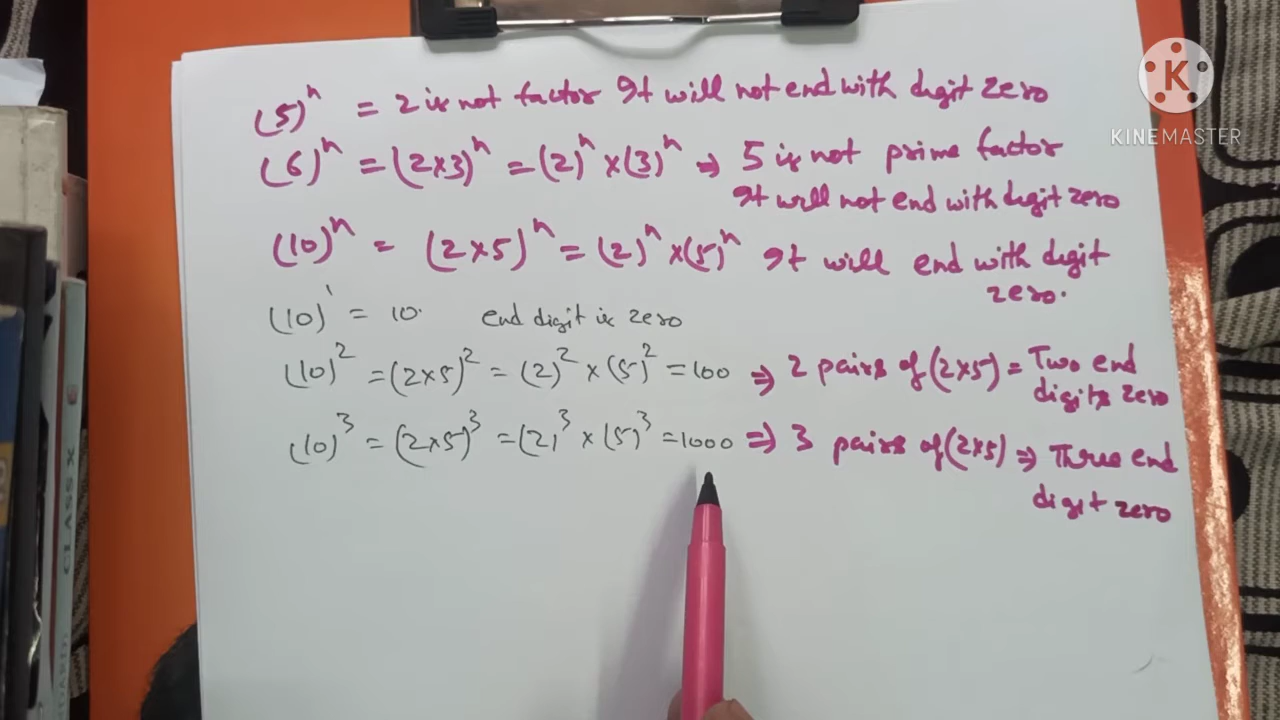 (5)^n = 2 is not factor It will not end with digit zero
(6)^n = (2×3)^n = (2)^n × (3)^n ⇒ 5 is not prime factor
It will not end with digit zero
(10)^n = (2×5)^n = (2)^n × (5)^n It will end with digit
zero.
(10)^1 = 10. end digit is zero
(10)^2 = (2×5)^2 = (2)^2 × (5)^2 = 100 ⇒ 2 pairs of (2×5) = Two end
digits zero
(10)^3 = (2×5)^3 = (2)^3 × (5)^3 = 1000 ⇒ 3 pairs of (2×5) ⇒ Three end
digit zero
K
KINEMASTER
CLASS X